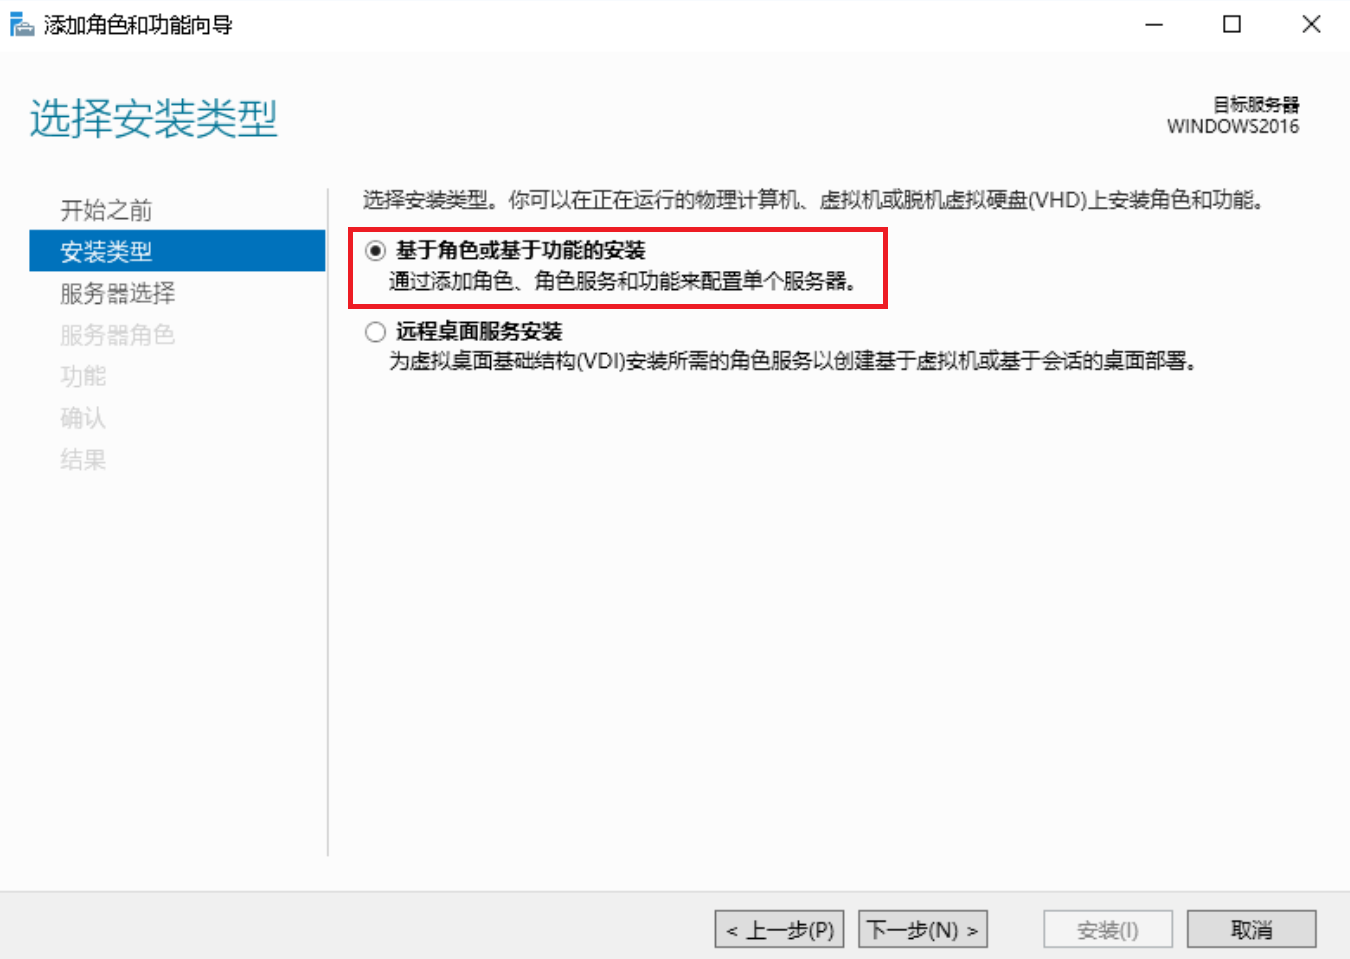 添加角色和功能向导
选择安装类型
目标服务器
WINDOWS2016
开始之前
安装类型
服务器选择
服务器角色
功能
确认
结果
选择安装类型。你可以在正在运行的物理计算机、虚拟机或脱机虚拟硬盘(VHD)上安装角色和功能。
基于角色或基于功能的安装
通过添加角色、角色服务和功能来配置单个服务器。
远程桌面服务安装
为虚拟桌面基础结构(VDI)安装所需的角色服务以创建基于虚拟机或基于会话的桌面部署。
< 上一步(P)
下一步(N) >
安装(I)
取消